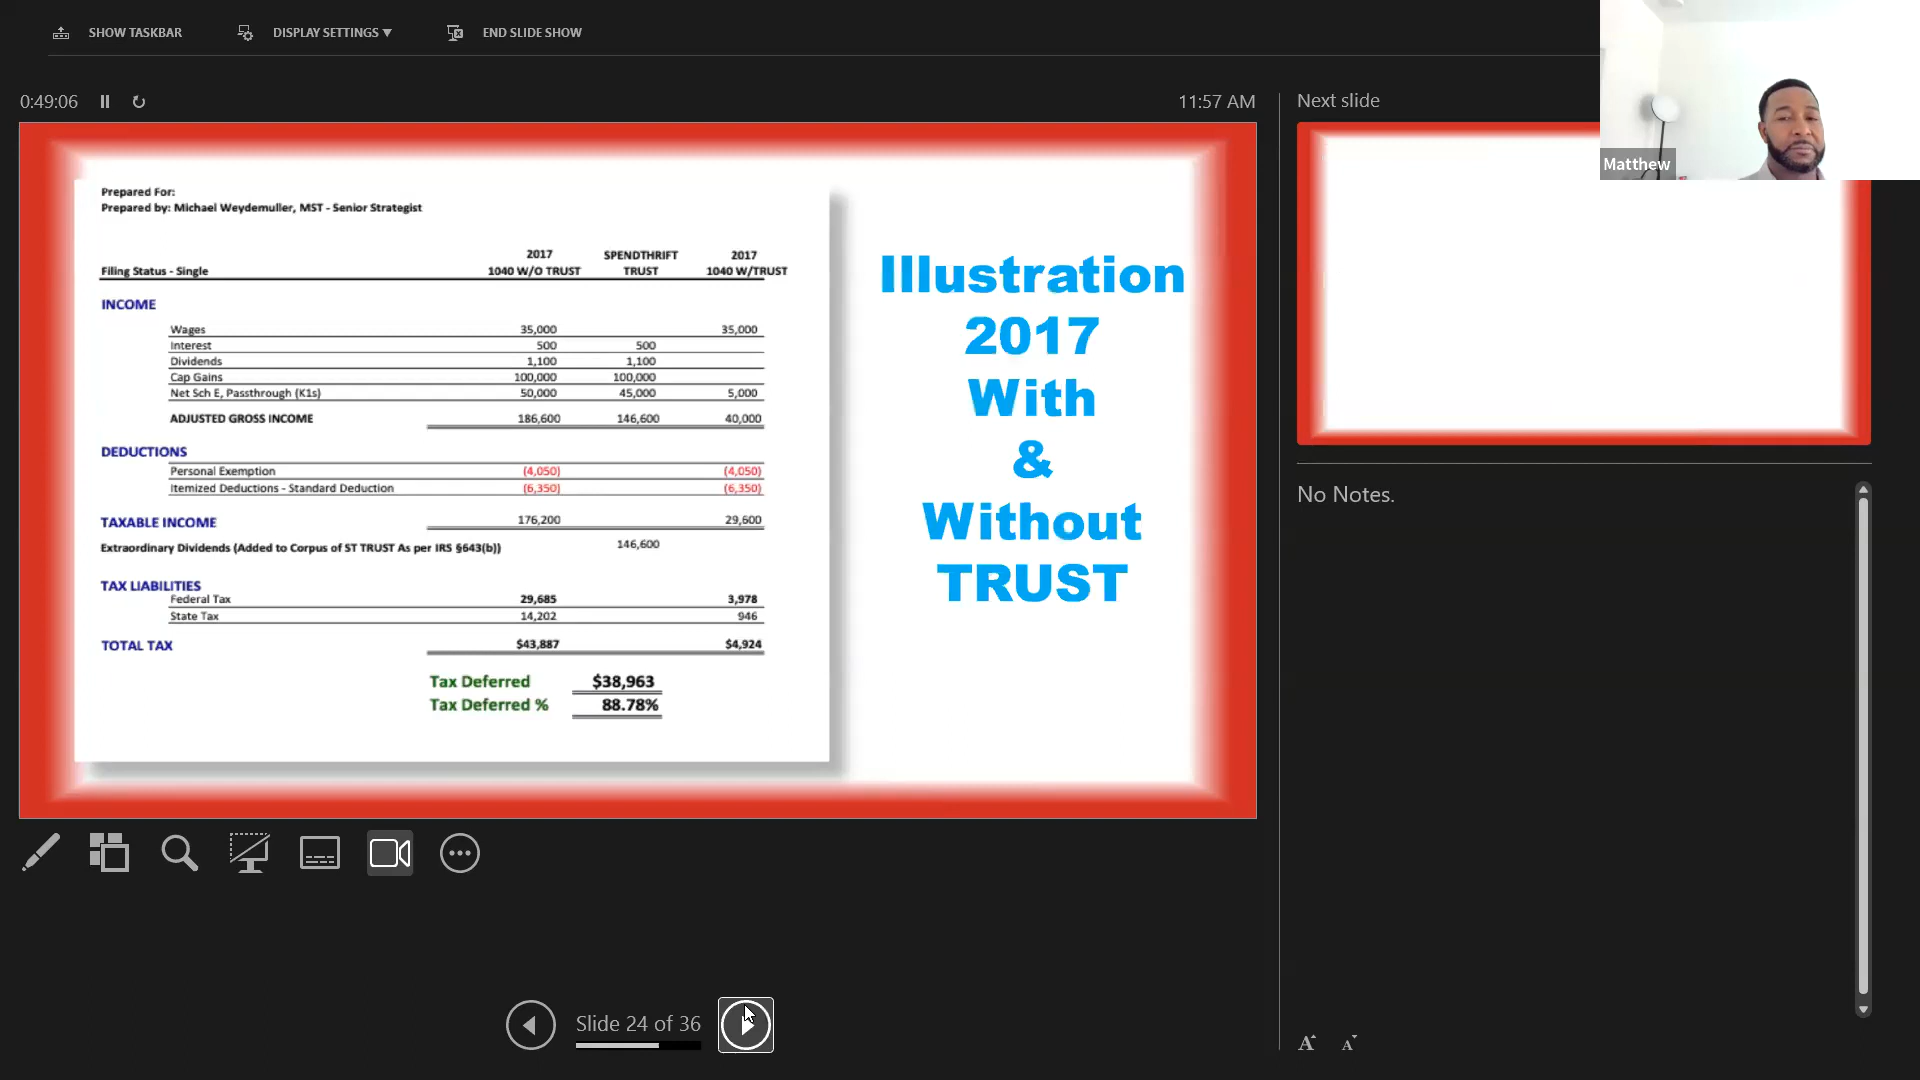 SHOW TASKBAR DISPLAY SETTINGS ▼ END SLIDE SHOW
0:49:06 11:57 AM Next slide
Matthew
Prepared For:
Prepared by: Michael Weydemuller, MST - Senior Strategist
2017 SPENDTHRIFT 2017
Filing Status - Single 1040 W/O TRUST TRUST 1040 W/TRUST
INCOME
Wages 35,000 35,000
Interest 500 500
Dividends 1,100 1,100
Cap Gains 100,000 100,000
Net Sch E, Passthrough (K1s) 50,000 45,000 5,000
ADJUSTED GROSS INCOME 186,600 146,600 40,000
DEDUCTIONS
Personal Exemption (4,050) (4,050)
Itemized Deductions - Standard Deduction (6,350) (6,350)
TAXABLE INCOME 176,200 29,600
Extraordinary Dividends (Added to Corpus of ST TRUST As per IRS §643(b)) 146,600
TAX LIABILITIES
Federal Tax 29,685 3,978
State Tax 14,202 946
TOTAL TAX $43,887 $4,924
Tax Deferred $38,963
Tax Deferred % 88.78%
Illustration
2017
With
&
Without
TRUST
No Notes.
Slide 24 of 36
A A